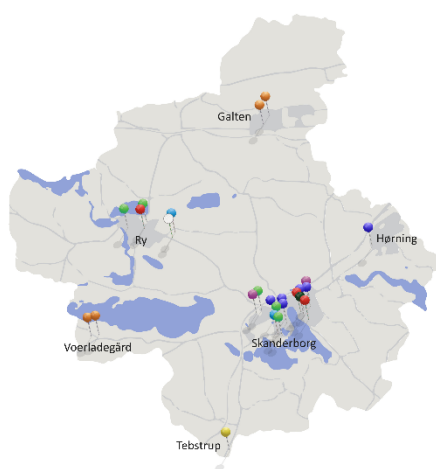 Galten
Ry
Hørning
Skanderborg
Voerladegård
Tebstrup